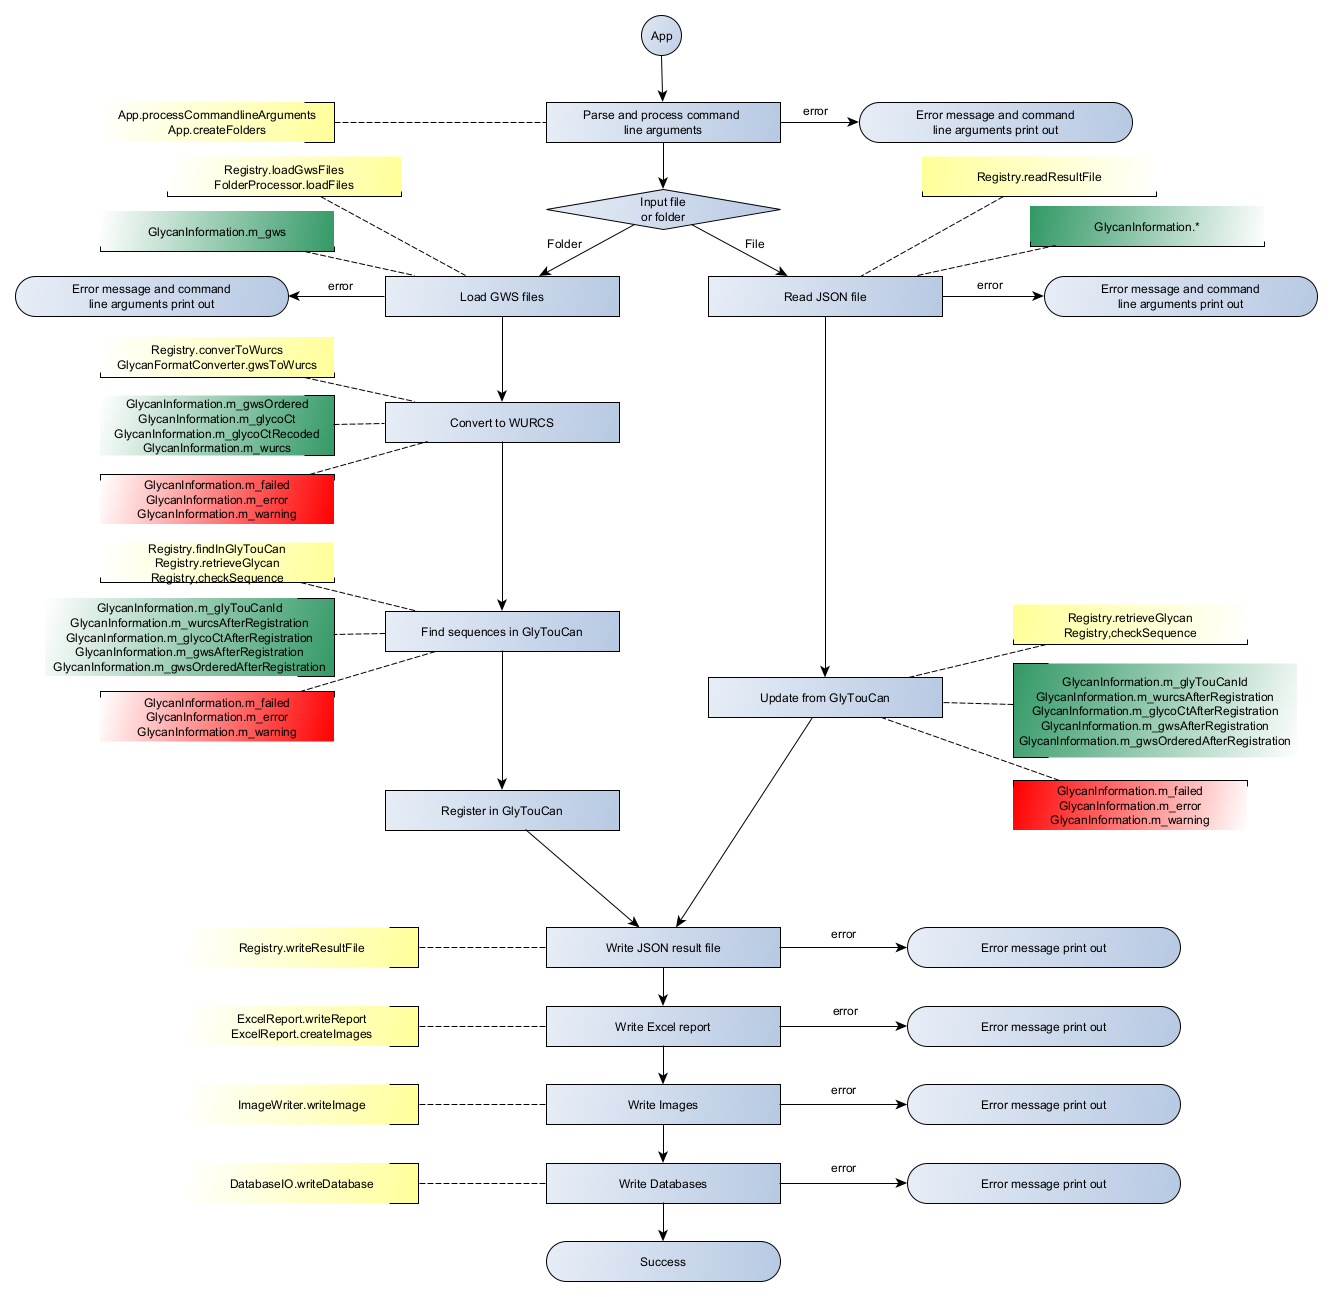 App
App.processCommandlineArguments
App.createFolders
Parse and process command
line arguments
error
Error message and command
line arguments print out
Registry.loadGwsFiles
FolderProcessor.loadFiles
Registry.readResultFile
Input file
or folder
GlycanInformation.m_gws
GlycanInformation.*
Folder
File
Error message and command
line arguments print out
error
Load GWS files
Read JSON file
error
Error message and command
line arguments print out
Registry.converToWurcs
GlycanFormatConverter.gwsToWurcs
GlycanInformation.m_gwsOrdered
GlycanInformation.m_glycoCt
GlycanInformation.m_glycoCtRecoded
GlycanInformation.m_wurcs
Convert to WURCS
GlycanInformation.m_failed
GlycanInformation.m_error
GlycanInformation.m_warning
Registry.findInGlyTouCan
Registry.retrieveGlycan
Registry,checkSequence
GlycanInformation.m_glyTouCanId
GlycanInformation.m_wurcsAfterRegistration
GlycanInformation.m_glycoCtAfterRegistration
GlycanInformation.m_gwsAfterRegistration
GlycanInformation.m_gwsOrderedAfterRegistration
Find sequences in GlyTouCan
GlycanInformation.m_failed
GlycanInformation.m_error
GlycanInformation.m_warning
Registry.retrieveGlycan
Registry,checkSequence
Update from GlyTouCan
GlycanInformation.m_glyTouCanId
GlycanInformation.m_wurcsAfterRegistration
GlycanInformation.m_glycoCtAfterRegistration
GlycanInformation.m_gwsAfterRegistration
GlycanInformation.m_gwsOrderedAfterRegistration
GlycanInformation.m_failed
GlycanInformation.m_error
GlycanInformation.m_warning
Register in GlyTouCan
Registry.writeResultFile
Write JSON result file
error
Error message print out
ExcelReport.writeReport
ExcelReport.createImages
Write Excel report
error
Error message print out
ImageWriter.writeImage
Write Images
error
Error message print out
DatabaseIO.writeDatabase
Write Databases
error
Error message print out
Success